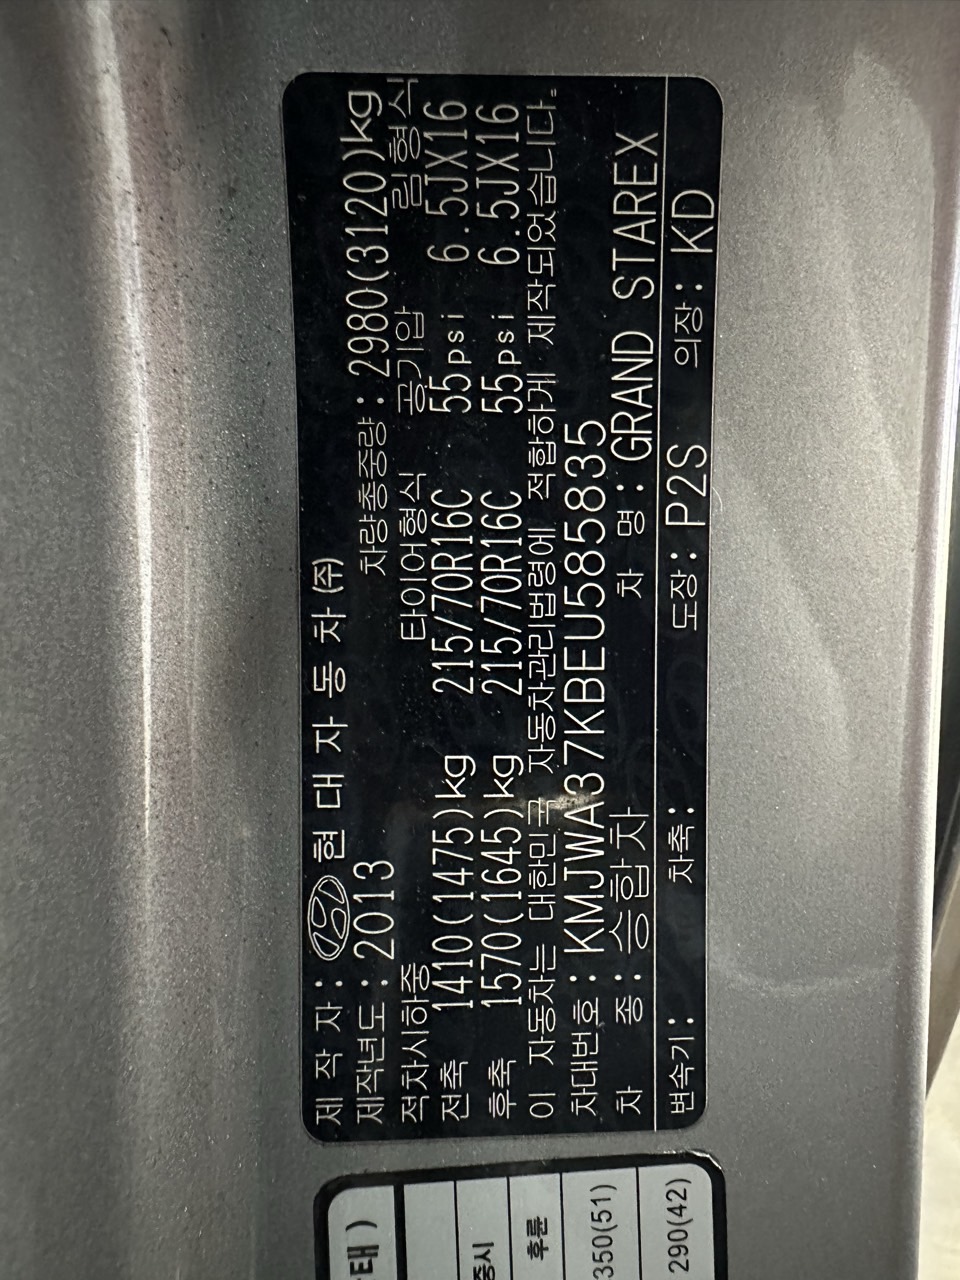 제 작 자 : 현 대 자 동 차 (주)
제작년도 : 2013 차량총중량 : 2980(3120)kg
적차시하중 타이어형식 공기압 림형식
전축 1410(1475)kg 215/70R16C 55psi 6.5JX16
후축 1570(1645)kg 215/70R16C 55psi 6.5JX16
이 자동차는 대한민국 자동차관리법령에 적합하게 제작되었습니다.
차대번호 : KMJWA37KBEU585835
차 종 : 승합차 차 명 : GRAND STAREX
변속기 : 차축 : 도장 : P2S 의장 : KD
후륜
350(51)
290(42)